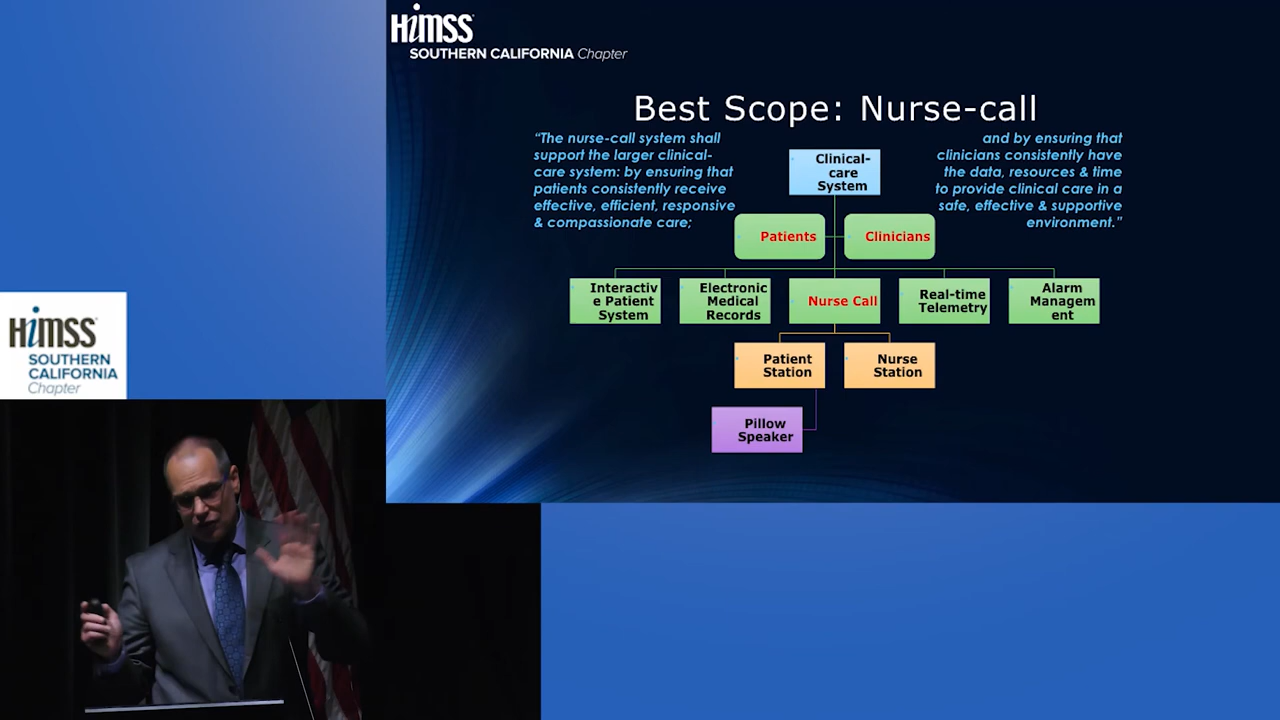 HiMSS
SOUTHERN CALIFORNIA Chapter
Best Scope: Nurse-call
“The nurse-call system shall
support the larger clinical-
care system: by ensuring that
patients consistently receive
effective, efficient, responsive
& compassionate care;
and by ensuring that
clinicians consistently have
the data, resources & time
to provide clinical care in a
safe, effective & supportive
environment."
Clinical-
care
System
Patients
Clinicians
Interactiv
e Patient
System
Electronic
Medical
Records
Nurse Call
Real-time
Telemetry
Alarm
Managem
ent
Patient
Station
Nurse
Station
Pillow
Speaker
HiMSS
SOUTHERN
CALIFORNIA
Chapter